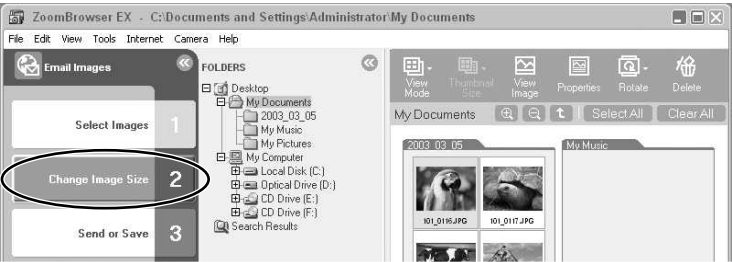 ZoomBrowser EX - C:\Documents and Settings\Administrator\My Documents
File Edit View Tools Internet Camera Help
Email Images
Select Images 1
Change Image Size 2
Send or Save 3
FOLDERS
Desktop
My Documents
2003_03_05
My Music
My Pictures
My Computer
Local Disk (C:)
Optical Drive (D:)
CD Drive (E:)
CD Drive (F:)
Search Results
View Mode
Thumbnail Size
View Image
Properties
Rotate
Delete
My Documents
Select All
Clear All
2003_03_05
My Music
101_0116.JPG
101_0117.JPG